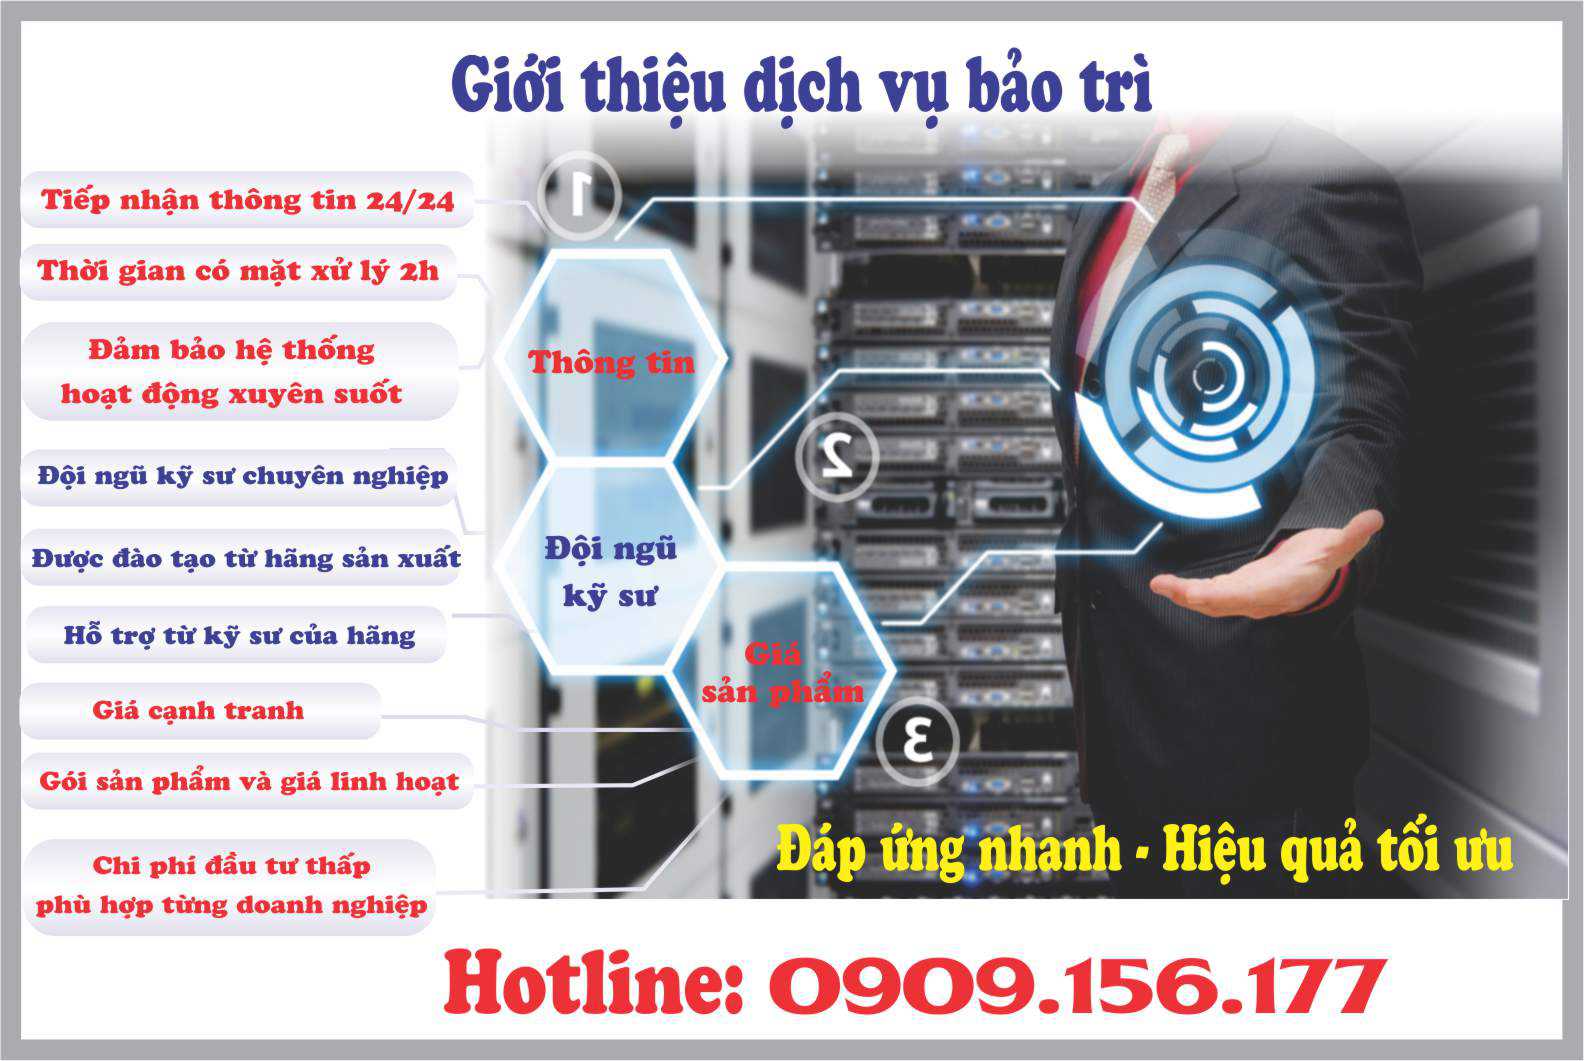 Giới thiệu dịch vụ bảo trì
Tiếp nhận thông tin 24/24
Thời gian có mặt xử lý 2h
Đảm bảo hệ thống
hoạt động xuyên suốt
Đội ngũ kỹ sư chuyên nghiệp
Được đào tạo từ hãng sản xuất
Hỗ trợ từ kỹ sư của hãng
Giá cạnh tranh
Gói sản phẩm và giá linh hoạt
Chi phí đầu tư thấp
phù hợp từng doanh nghiệp
1
Thông tin
2
Đội ngũ
kỹ sư
Giá
sản phẩm
3
Đáp ứng nhanh - Hiệu quả tối ưu
Hotline: 0909.156.177